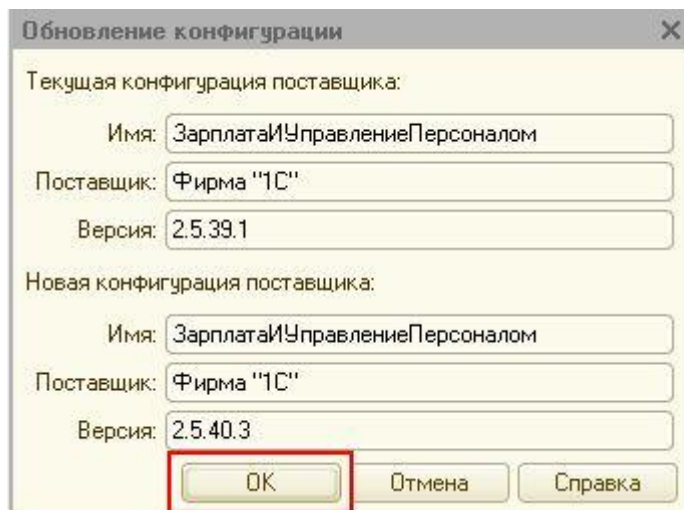 Обновление конфигурации
Текущая конфигурация поставщика:
Имя: ЗарплатаИУправлениеПерсоналом
Поставщик: Фирма "1С"
Версия: 2.5.39.1
Новая конфигурация поставщика:
Имя: ЗарплатаИУправлениеПерсоналом
Поставщик: Фирма "1С"
Версия: 2.5.40.3
ОК Отмена Справка